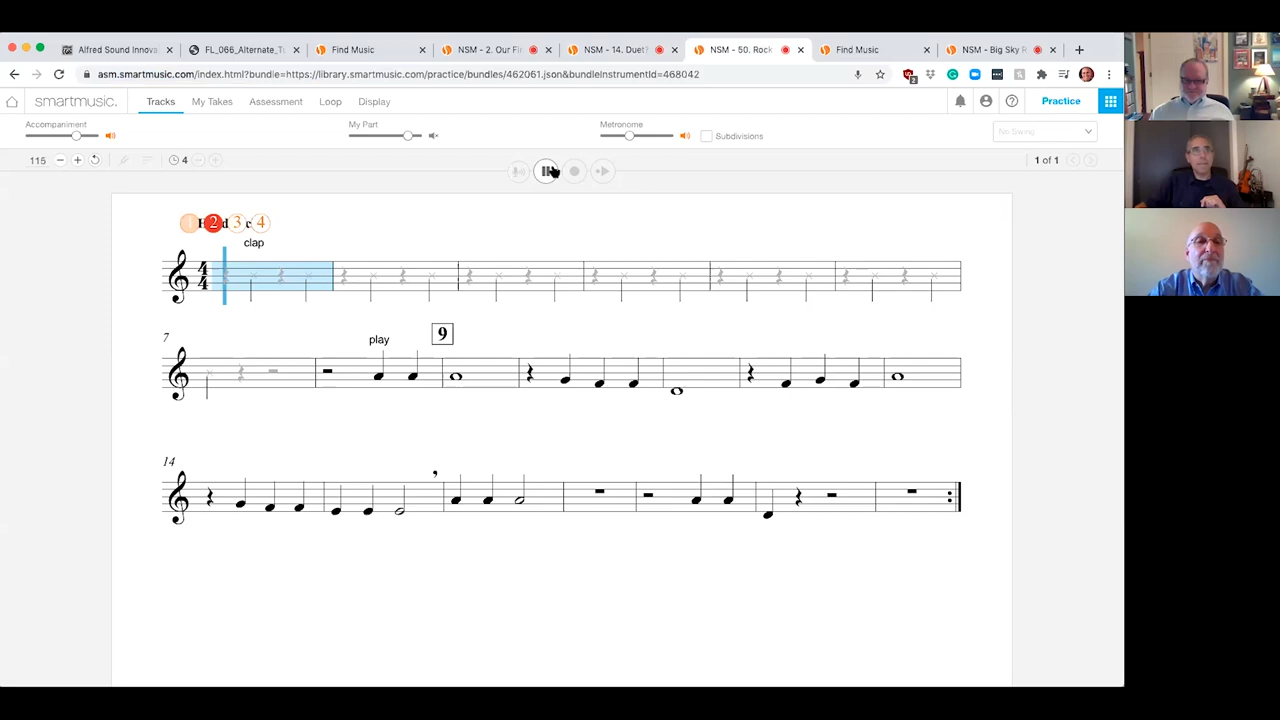 Alfred Sound Innova
FL_066_Alternate_T
Find Music
NSM - 2. Our Fi
NSM - 14. Duet?
NSM - 50. Rock
Find Music
NSM - Big Sky R
asm.smartmusic.com/index.html?bundle=https://library.smartmusic.com/practice/bundles/462061.json&bundleInstrumentId=468042
2
smartmusic.
Tracks
My Takes
Assessment
Loop
Display
Practice
Accompaniment
My Part
Metronome
Subdivisions
No Swing
115
4
1 of 1
1 2 3 4
clap
4
4
7
play
9
14